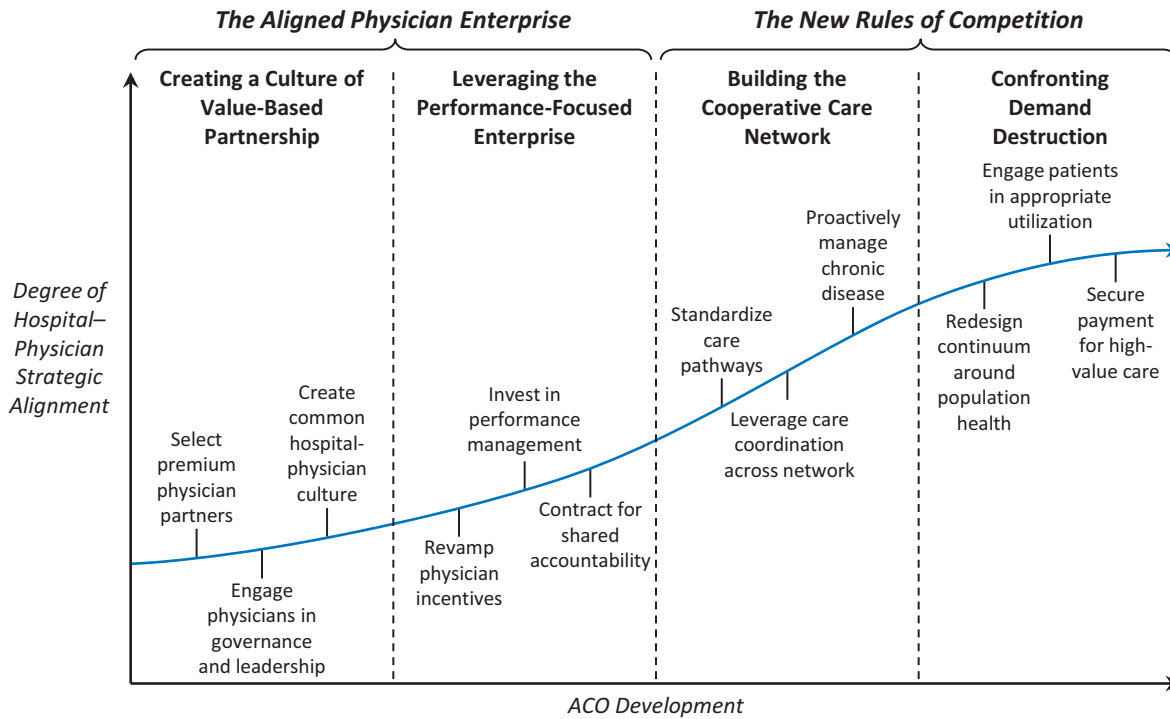 The Aligned Physician Enterprise
The New Rules of Competition
Creating a Culture of
Value-Based
Partnership
Leveraging the
Performance-Focused
Enterprise
Building the
Cooperative Care
Network
Confronting
Demand
Destruction
Degree of
Hospital–
Physician
Strategic
Alignment
Select
premium
physician
partners
Engage
physicians in
governance
and leadership
Create
common
hospital-
physician
culture
Revamp
physician
incentives
Invest in
performance
management
Contract for
shared
accountability
Standardize
care
pathways
Leverage care
coordination
across network
Proactively
manage
chronic
disease
Redesign
continuum
around
population
health
Engage patients
in appropriate
utilization
Secure
payment
for high-
value care
ACO Development